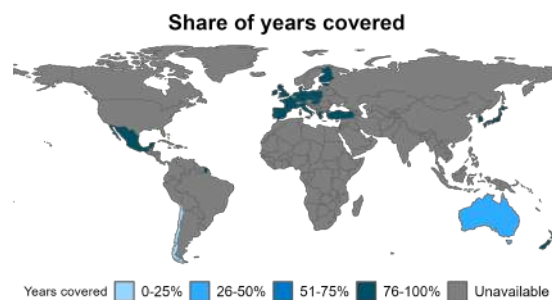 Share of years covered
Years covered 0-25% 26-50% 51-75% 76-100% Unavailable